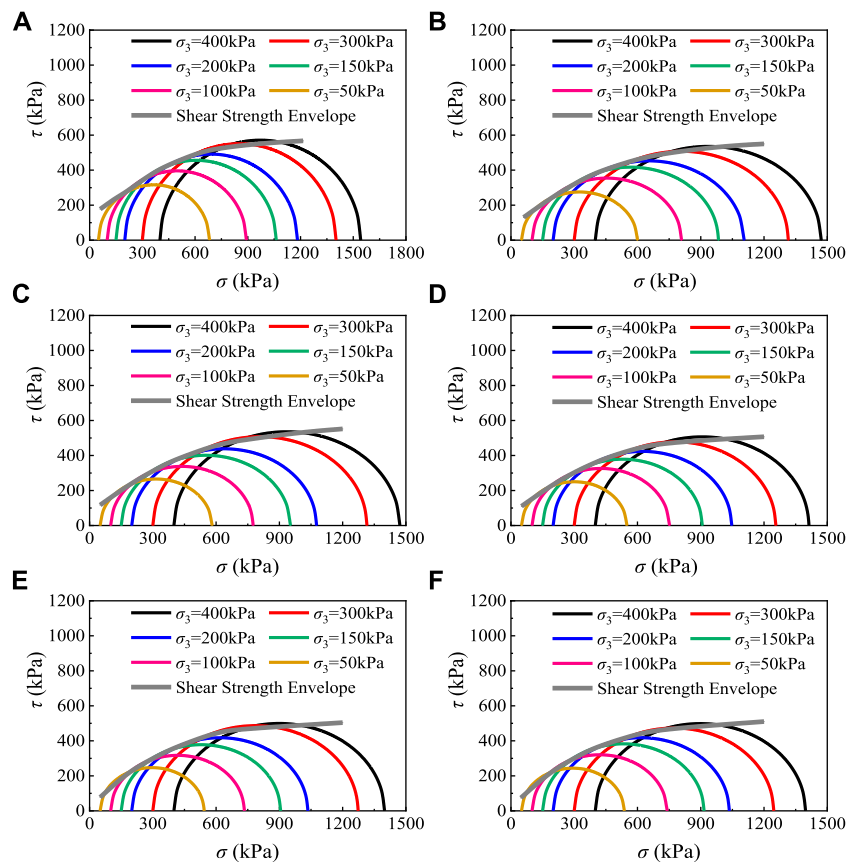 A
1200
1000
800
600
400
200
0
τ (kPa)
σ₃=400kPa σ₃=300kPa
σ₃=200kPa σ₃=150kPa
σ₃=100kPa σ₃=50kPa
Shear Strength Envelope
0 300 600 900 1200 1500 1800
σ (kPa)
B
1200
1000
800
600
400
200
0
τ (kPa)
σ₃=400kPa σ₃=300kPa
σ₃=200kPa σ₃=150kPa
σ₃=100kPa σ₃=50kPa
Shear Strength Envelope
0 300 600 900 1200 1500
σ (kPa)
C
1200
1000
800
600
400
200
0
τ (kPa)
σ₃=400kPa σ₃=300kPa
σ₃=200kPa σ₃=150kPa
σ₃=100kPa σ₃=50kPa
Shear Strength Envelope
0 300 600 900 1200 1500
σ (kPa)
D
1200
1000
800
600
400
200
0
τ (kPa)
σ₃=400kPa σ₃=300kPa
σ₃=200kPa σ₃=150kPa
σ₃=100kPa σ₃=50kPa
Shear Strength Envelope
0 300 600 900 1200 1500
σ (kPa)
E
1200
1000
800
600
400
200
0
τ (kPa)
σ₃=400kPa σ₃=300kPa
σ₃=200kPa σ₃=150kPa
σ₃=100kPa σ₃=50kPa
Shear Strength Envelope
0 300 600 900 1200 1500
σ (kPa)
F
1200
1000
800
600
400
200
0
τ (kPa)
σ₃=400kPa σ₃=300kPa
σ₃=200kPa σ₃=150kPa
σ₃=100kPa σ₃=50kPa
Shear Strength Envelope
0 300 600 900 1200 1500
σ (kPa)